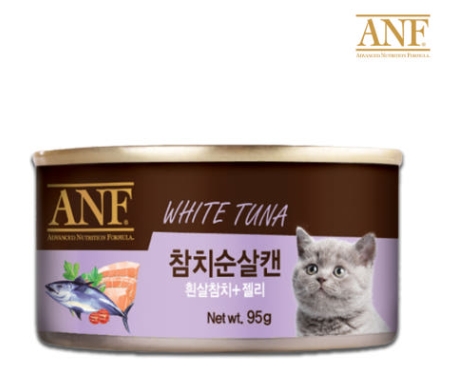 ANF®
ADVANCED NUTRITION FORMULA.
ANF®
ADVANCED NUTRITION FORMULA.
WHITE TUNA
참치순살캔
흰살참치+젤리
Net wt. 95g